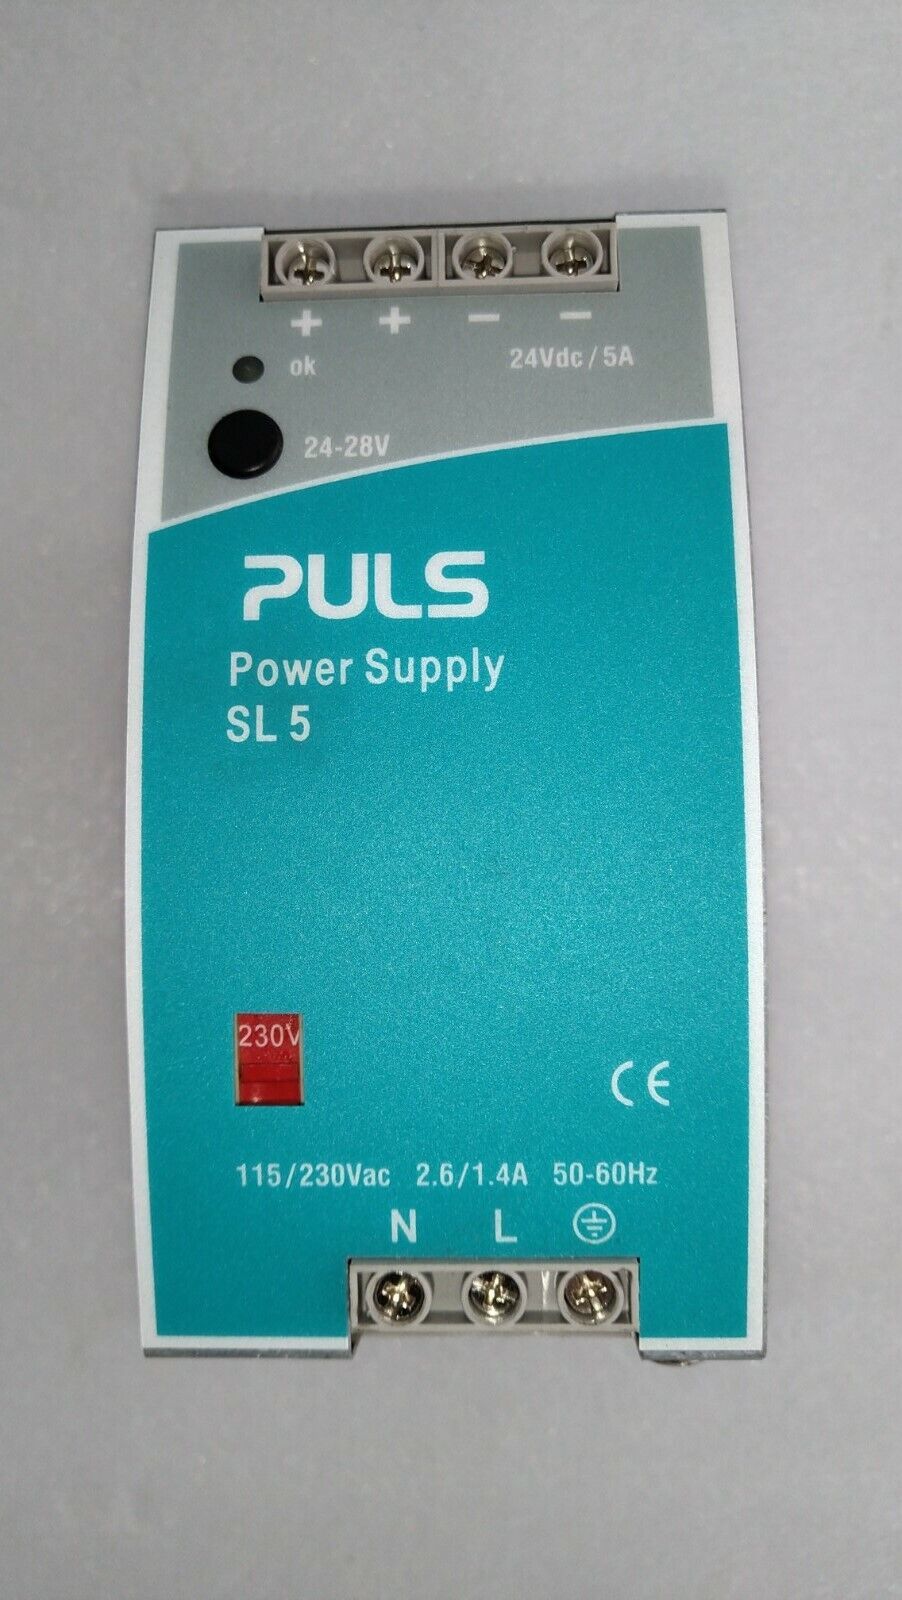 + + − −
ok
24Vdc/5A
24-28V
PULS
Power Supply
SL 5
230V
CE
115/230Vac 2.6/1.4A 50-60Hz
N L